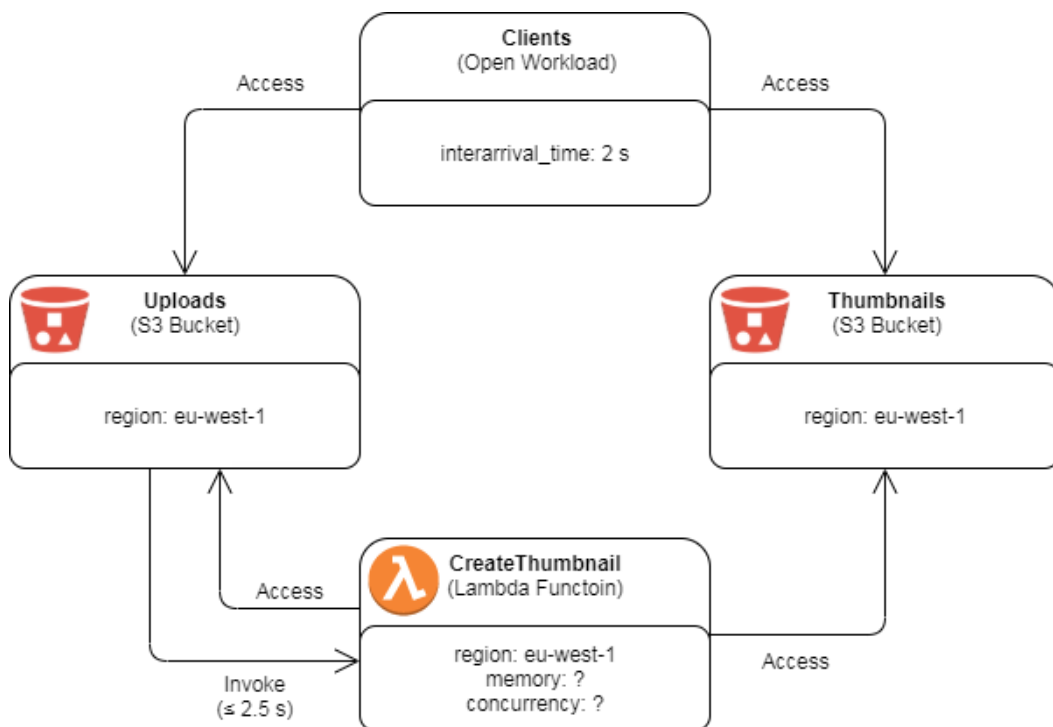 Clients
(Open Workload)
Access
Access
interarrival_time: 2 s
Uploads
(S3 Bucket)
region: eu-west-1
Thumbnails
(S3 Bucket)
region: eu-west-1
CreateThumbnail
(Lambda Functoin)
Access
region: eu-west-1
memory: ?
concurrency: ?
Access
Invoke
(≤ 2.5 s)